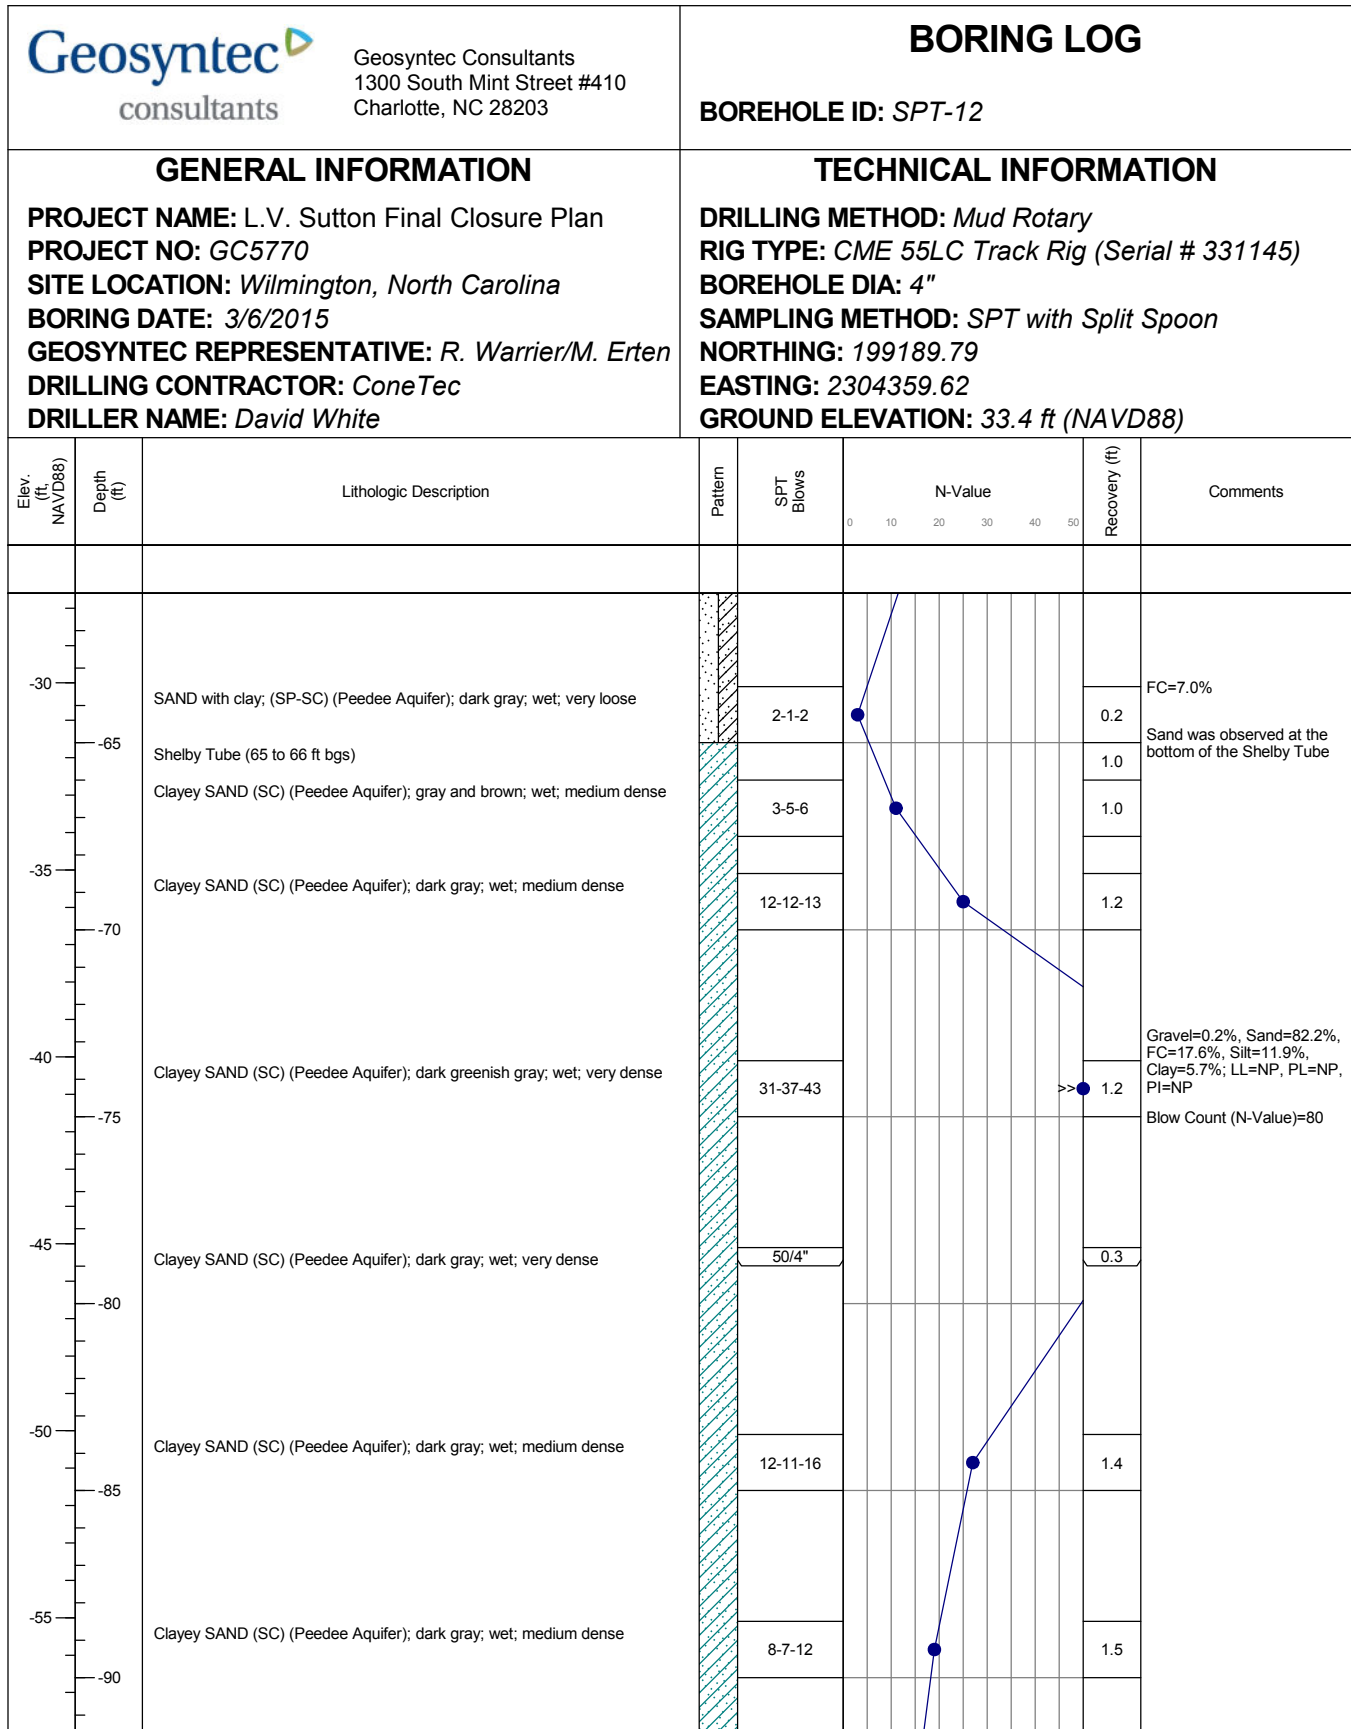 Geosyntec
consultants
Geosyntec Consultants
1300 South Mint Street #410
Charlotte, NC 28203
BORING LOG
BOREHOLE ID: SPT-12
GENERAL INFORMATION
PROJECT NAME: L.V. Sutton Final Closure Plan
PROJECT NO: GC5770
SITE LOCATION: Wilmington, North Carolina
BORING DATE: 3/6/2015
GEOSYNTEC REPRESENTATIVE: R. Warrier/M. Erten
DRILLING CONTRACTOR: ConeTec
DRILLER NAME: David White
TECHNICAL INFORMATION
DRILLING METHOD: Mud Rotary
RIG TYPE: CME 55LC Track Rig (Serial # 331145)
BOREHOLE DIA: 4"
SAMPLING METHOD: SPT with Split Spoon
NORTHING: 199189.79
EASTING: 2304359.62
GROUND ELEVATION: 33.4 ft (NAVD88)
Elev.
(ft,
NAVD88)
Depth
(ft)
Lithologic Description
Pattern
SPT
Blows
N-Value
0 10 20 30 40 50
Recovery (ft)
Comments
-30
SAND with clay; (SP-SC) (Peedee Aquifer); dark gray; wet; very loose
2-1-2
0.2
FC=7.0%
Sand was observed at the
bottom of the Shelby Tube
-65
Shelby Tube (65 to 66 ft bgs)
1.0
Clayey SAND (SC) (Peedee Aquifer); gray and brown; wet; medium dense
3-5-6
1.0
-35
Clayey SAND (SC) (Peedee Aquifer); dark gray; wet; medium dense
12-12-13
1.2
-70
-40
Clayey SAND (SC) (Peedee Aquifer); dark greenish gray; wet; very dense
31-37-43
>>
1.2
Gravel=0.2%, Sand=82.2%,
FC=17.6%, Silt=11.9%,
Clay=5.7%; LL=NP, PL=NP,
PI=NP
Blow Count (N-Value)=80
-75
-45
Clayey SAND (SC) (Peedee Aquifer); dark gray; wet; very dense
50/4"
0.3
-80
-50
Clayey SAND (SC) (Peedee Aquifer); dark gray; wet; medium dense
12-11-16
1.4
-85
-55
Clayey SAND (SC) (Peedee Aquifer); dark gray; wet; medium dense
8-7-12
1.5
-90